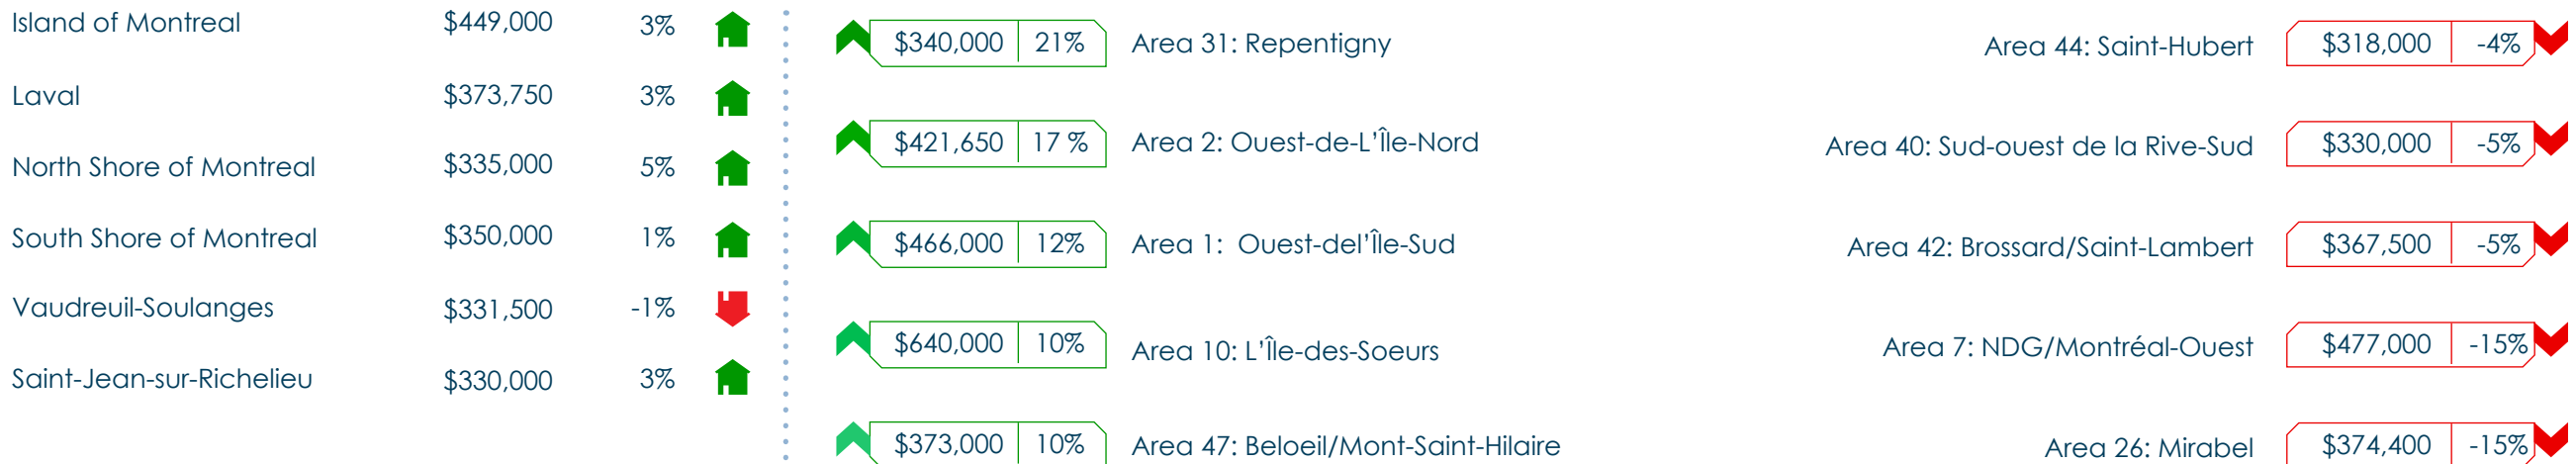 Island of Montreal $449,000 3%
Laval $373,750 3%
North Shore of Montreal $335,000 5%
South Shore of Montreal $350,000 1%
Vaudreuil-Soulanges $331,500 -1%
Saint-Jean-sur-Richelieu $330,000 3%
$340,000 21% Area 31: Repentigny
$421,650 17 % Area 2: Ouest-de-L'Île-Nord
$466,000 12% Area 1: Ouest-del'Île-Sud
$640,000 10% Area 10: L'Île-des-Soeurs
$373,000 10% Area 47: Beloeil/Mont-Saint-Hilaire
Area 44: Saint-Hubert $318,000 -4%
Area 40: Sud-ouest de la Rive-Sud $330,000 -5%
Area 42: Brossard/Saint-Lambert $367,500 -5%
Area 7: NDG/Montréal-Ouest $477,000 -15%
Area 26: Mirabel $374,400 -15%